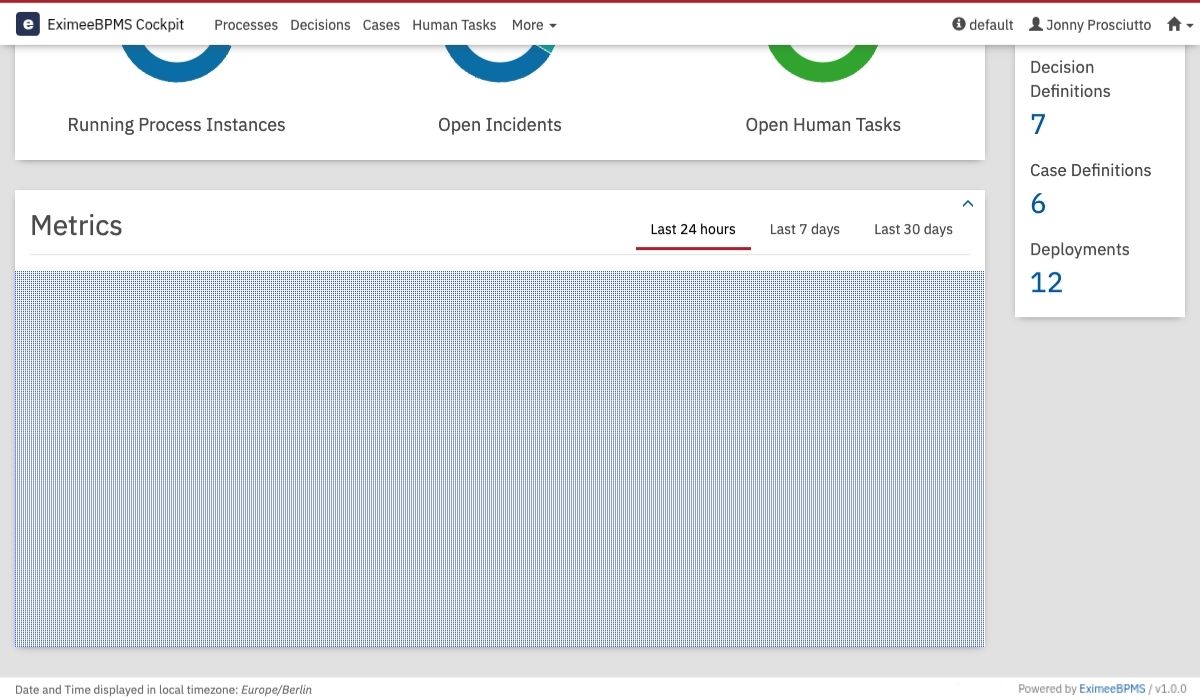 e EximeeBPMS Cockpit Processes Decisions Cases Human Tasks More default Jonny Prosciutto
Running Process Instances Open Incidents Open Human Tasks
Decision
Definitions
7
Case Definitions
6
Deployments
12
Metrics Last 24 hours Last 7 days Last 30 days
Date and Time displayed in local timezone: Europe/Berlin Powered by EximeeBPMS / v1.0.0